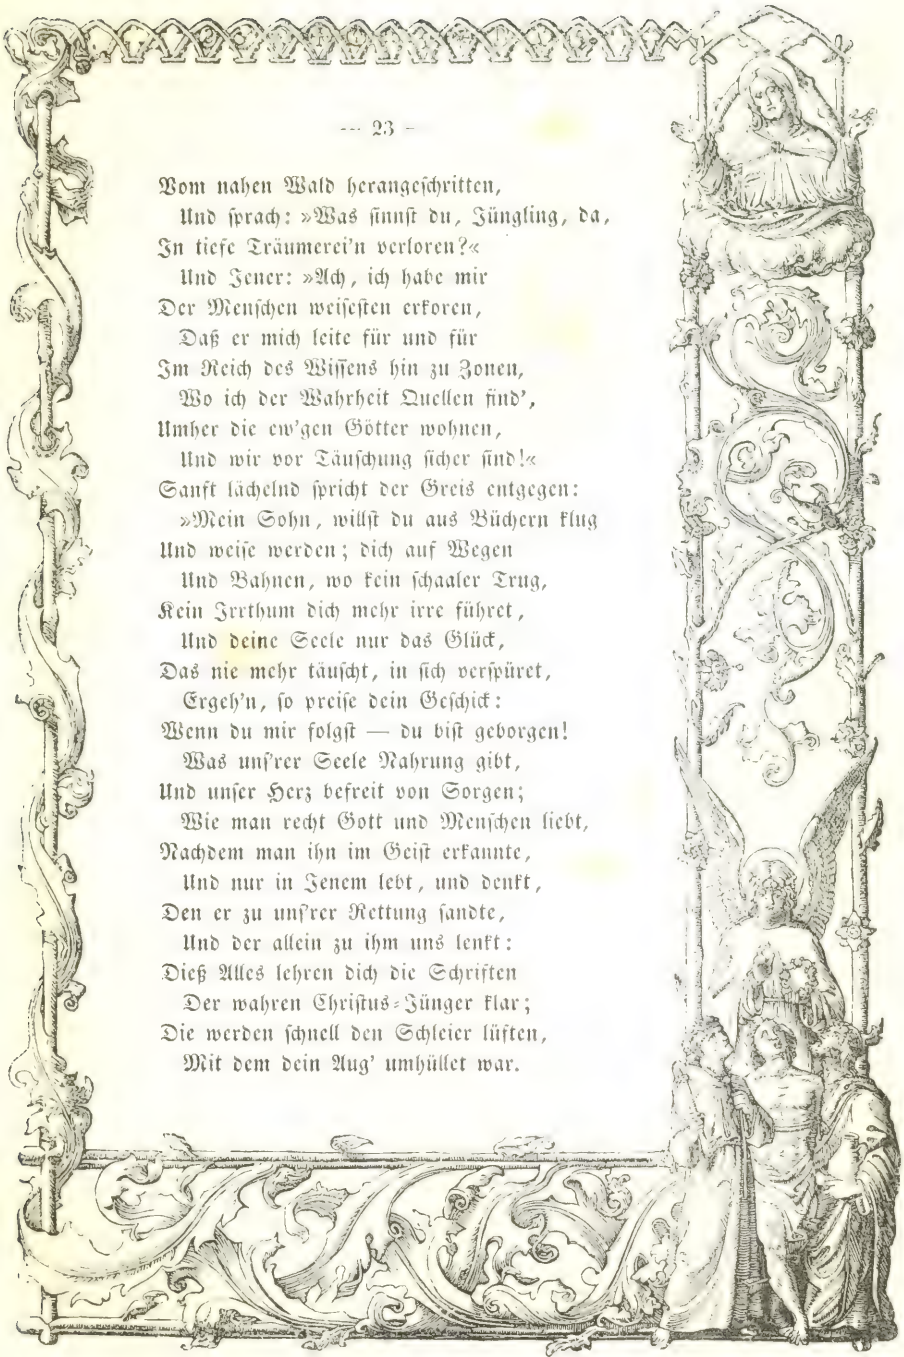 — 23 —
Vom nahen Wald herangeschritten,
Und sprach: »Was sinnst du, Jüngling, da,
In tiefe Träumerei'n verloren?«
Und Jener: »Ach, ich habe mir
Der Menschen weisesten erkoren,
Daß er mich leite für und für
Im Reich des Wissens hin zu Zonen,
Wo ich der Wahrheit Quellen find',
Umher die ew'gen Götter wohnen,
Und wir vor Täuschung sicher sind!«
Sanft lächelnd spricht der Greis entgegen:
»Mein Sohn, willst du aus Büchern klug
Und weise werden; dich auf Wegen
Und Bahnen, wo kein schaaler Trug,
Kein Irrthum dich mehr irre führet,
Und deine Seele nur das Glück,
Das nie mehr täuscht, in sich verspüret,
Ergeh'n, so preise dein Geschick:
Wenn du mir folgst — du bist geborgen!
Was uns'rer Seele Nahrung gibt,
Und unser Herz befreit von Sorgen;
Wie man recht Gott und Menschen liebt,
Nachdem man ihn im Geist erkannte,
Und nur in Jenem lebt, und denkt,
Den er zu uns'rer Rettung sandte,
Und der allein zu ihm uns lenkt:
Dieß Alles lehren dich die Schriften
Der wahren Christus-Jünger klar;
Die werden schnell den Schleier lüften,
Mit dem dein Aug' umhüllet war.